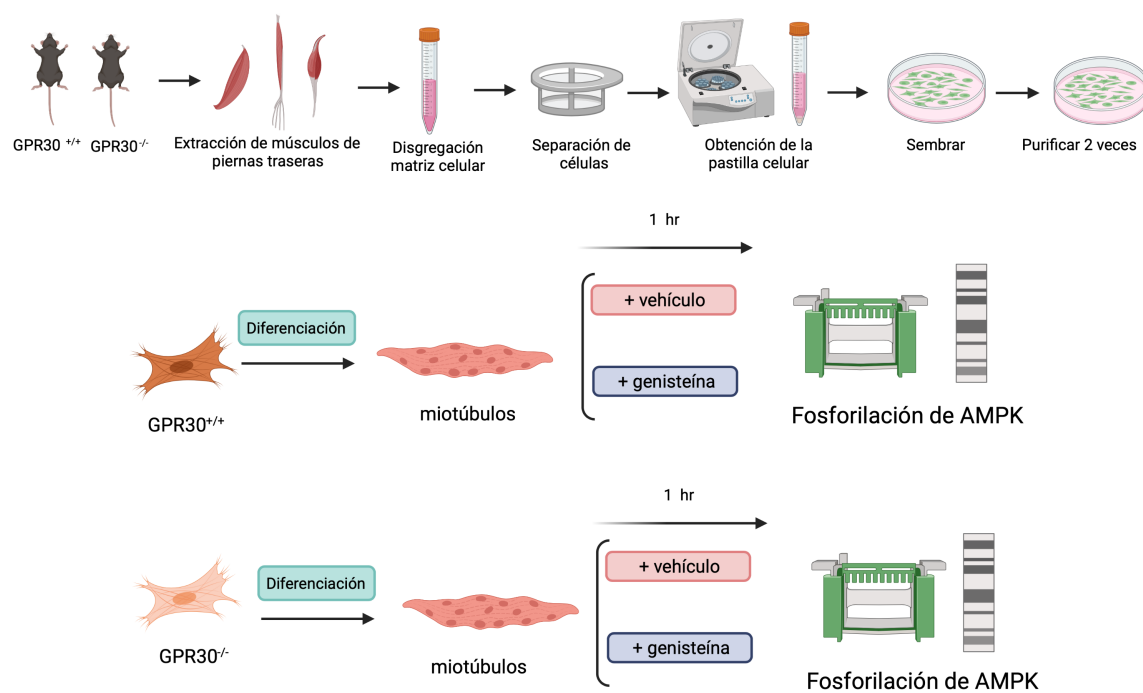 GPR30 +/+ GPR30-/-
Extracción de músculos de
piernas traseras
Disgregación
matriz celular
Separación de
células
Obtención de la
pastilla celular
Sembrar
Purificar 2 veces
1 hr
+ vehículo
Diferenciación
+ genisteína
miotúbulos
GPR30+/+
Fosforilación de AMPK
1 hr
+ vehículo
Diferenciación
+ genisteína
GPR30-/-
miotúbulos
Fosforilación de AMPK